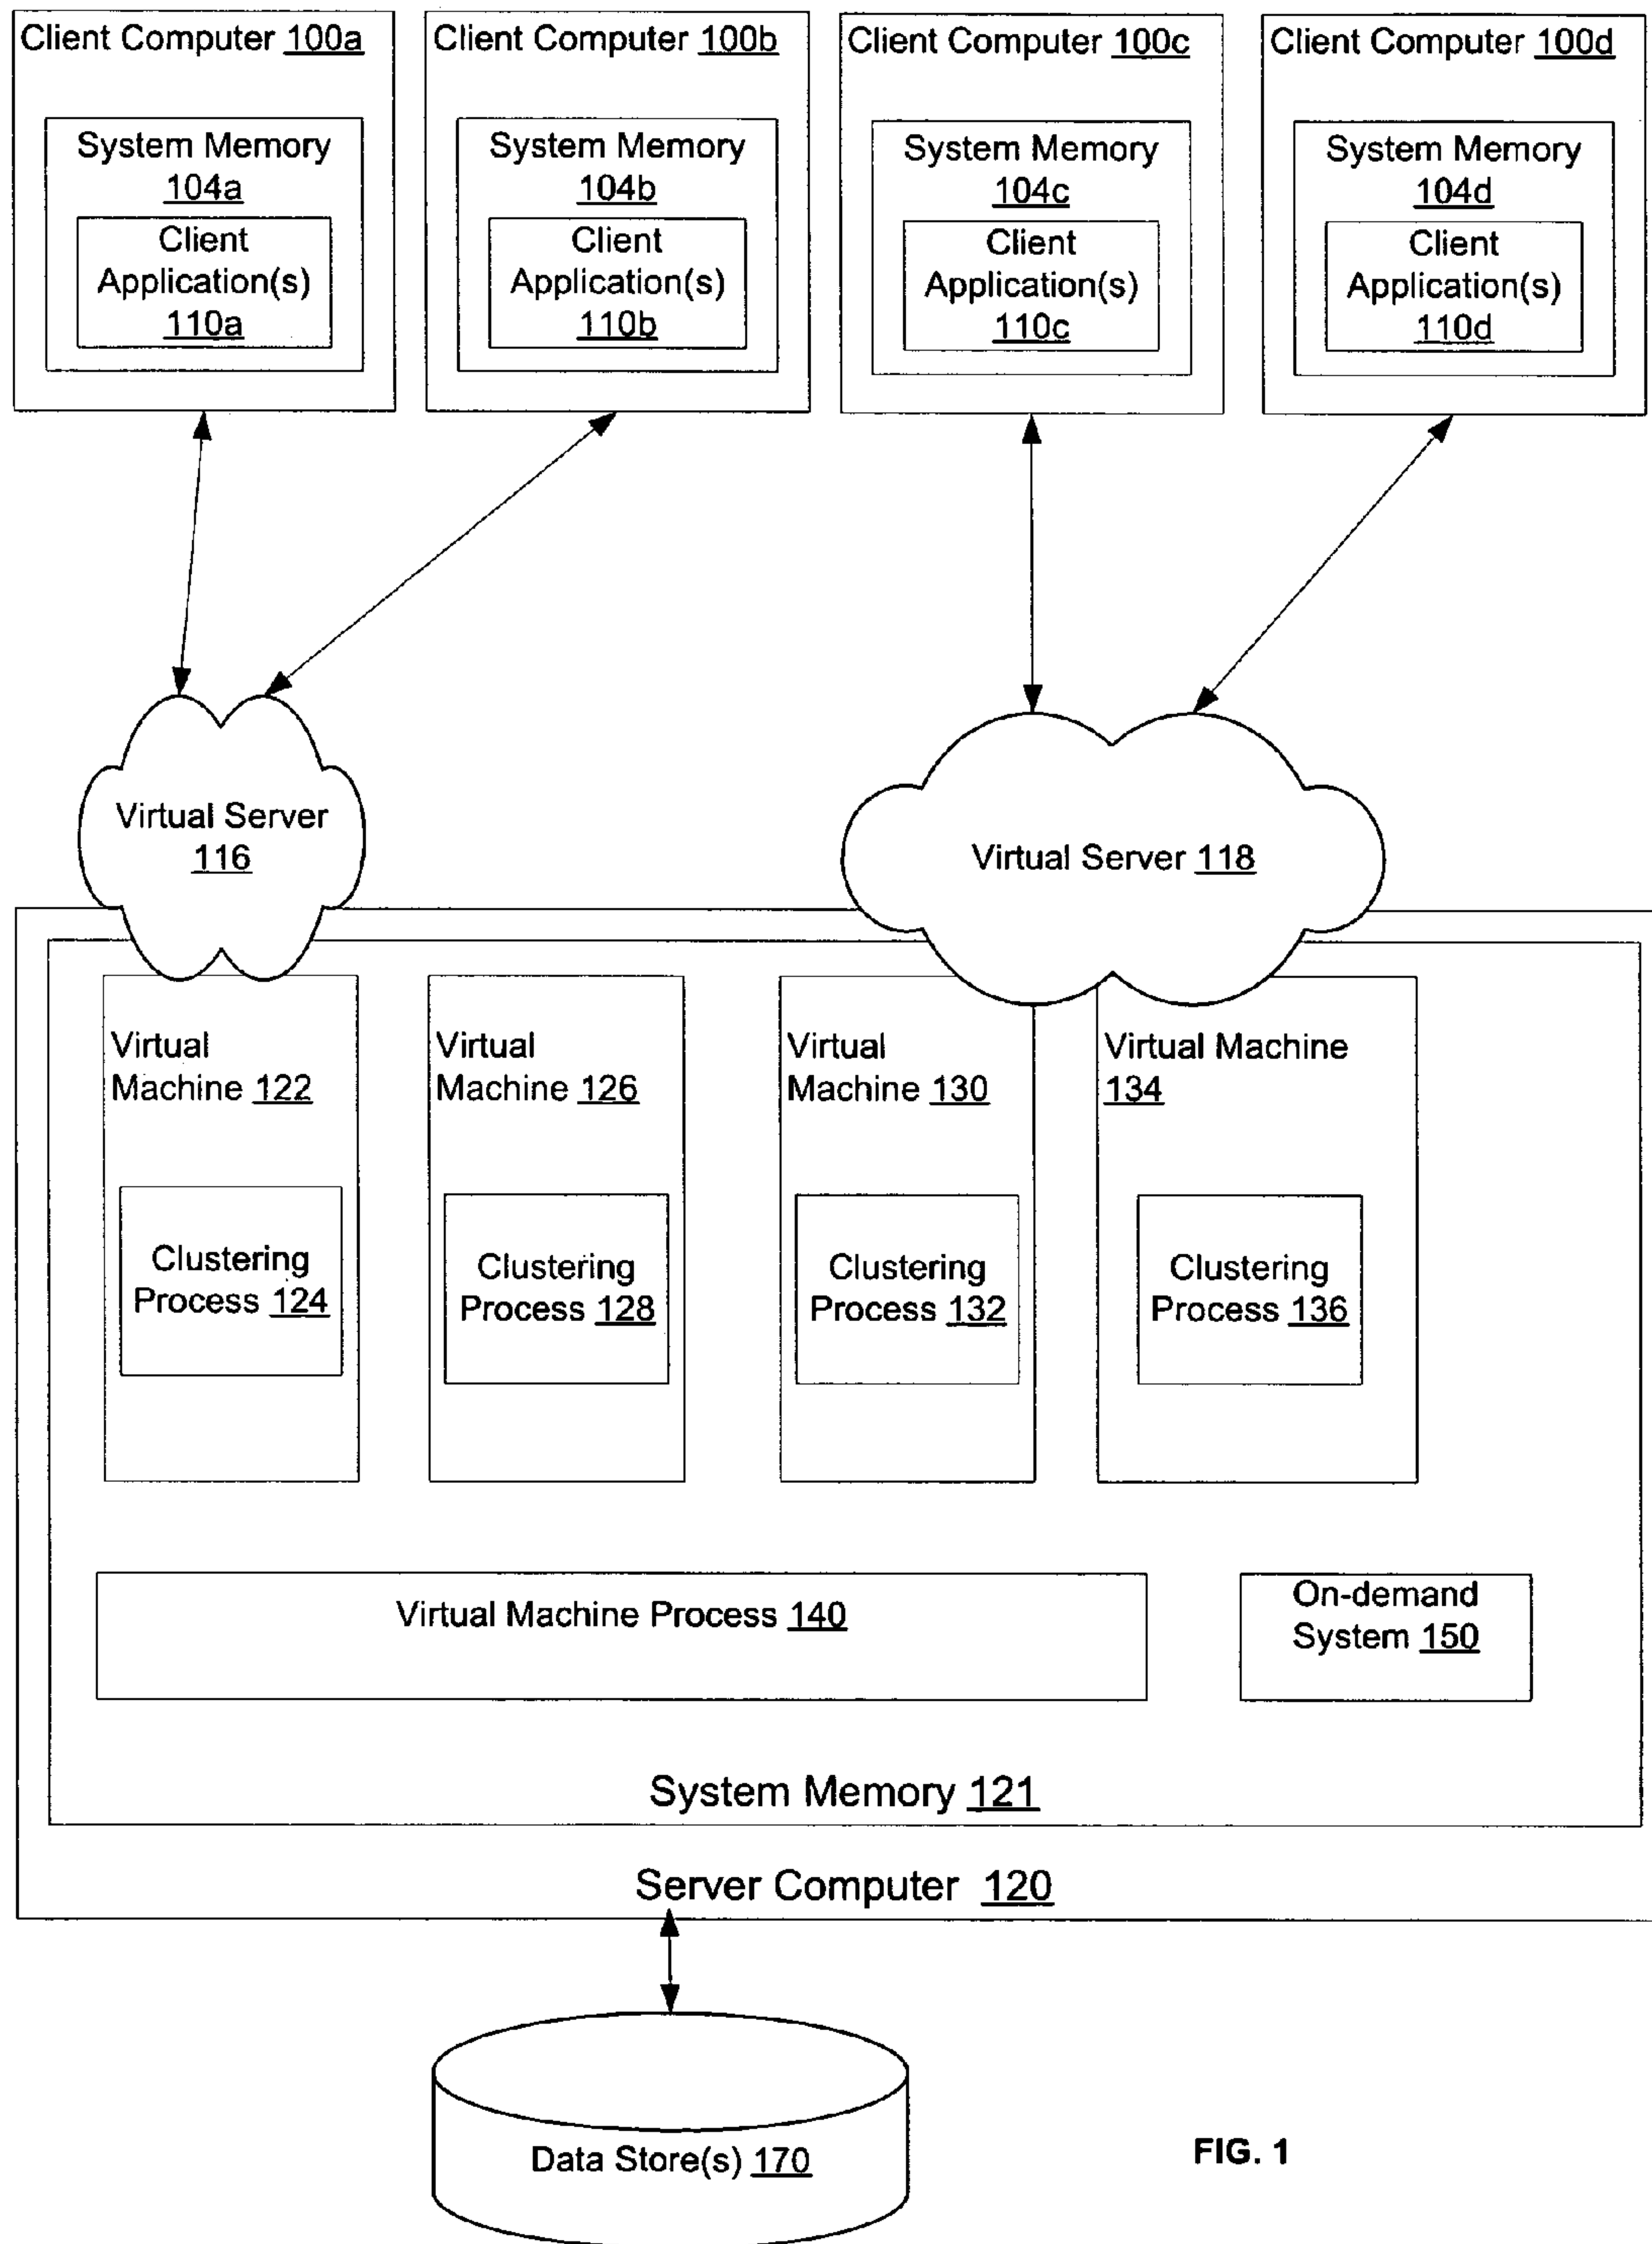 Client Computer 100a
System Memory
104a
Client
Application(s)
110a
Client Computer 100b
System Memory
104b
Client
Application(s)
110b
Client Computer 100c
System Memory
104c
Client
Application(s)
110c
Client Computer 100d
System Memory
104d
Client
Application(s)
110d
Virtual Server
116
Virtual Server 118
Virtual
Machine 122
Clustering
Process 124
Virtual
Machine 126
Clustering
Process 128
Virtual
Machine 130
Clustering
Process 132
Virtual Machine
134
Clustering
Process 136
Virtual Machine Process 140
On-demand
System 150
System Memory 121
Server Computer 120
Data Store(s) 170
FIG. 1